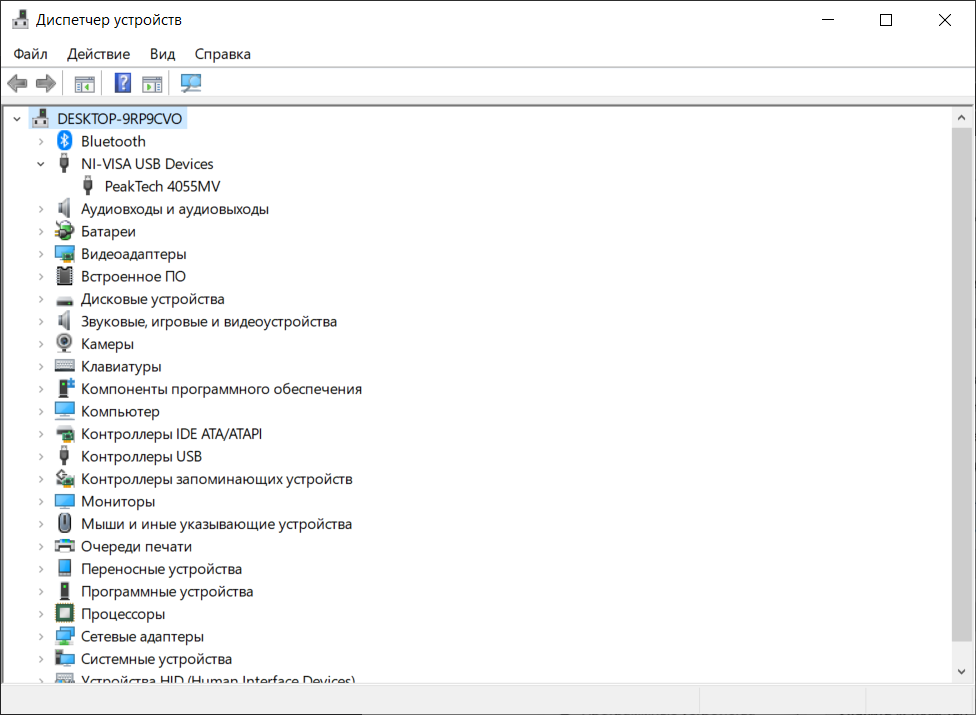 Диспетчер устройств
Файл Действие Вид Справка
DESKTOP-9RP9CVO
Bluetooth
NI-VISA USB Devices
PeakTech 4055MV
Аудиовходы и аудиовыходы
Батареи
Видеоадаптеры
Встроенное ПО
Дисковые устройства
Звуковые, игровые и видеоустройства
Камеры
Клавиатуры
Компоненты программного обеспечения
Компьютер
Контроллеры IDE ATA/ATAPI
Контроллеры USB
Контроллеры запоминающих устройств
Мониторы
Мыши и иные указывающие устройства
Очереди печати
Переносные устройства
Программные устройства
Процессоры
Сетевые адаптеры
Системные устройства
Устройства HID (Human Interface Devices)